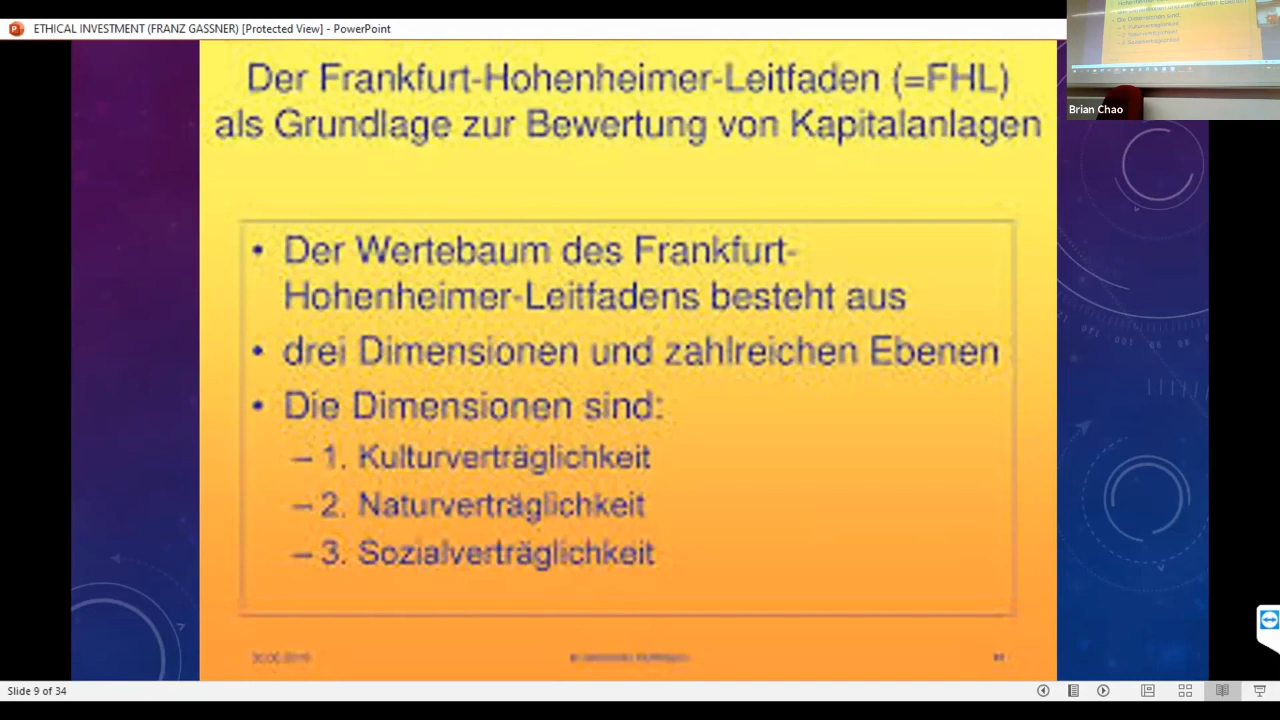 ETHICAL INVESTMENT (FRANZ GASSNER) [Protected View] - PowerPoint
Der Frankfurt-Hohenheimer-Leitfaden (=FHL)
als Grundlage zur Bewertung von Kapitalanlagen
• Der Wertebaum des Frankfurt-
Hohenheimer-Leitfadens besteht aus
• drei Dimensionen und zahlreichen Ebenen
• Die Dimensionen sind:
– 1. Kulturverträglichkeit
– 2. Naturverträglichkeit
– 3. Sozialverträglichkeit
Brian Chao
Slide 9 of 34